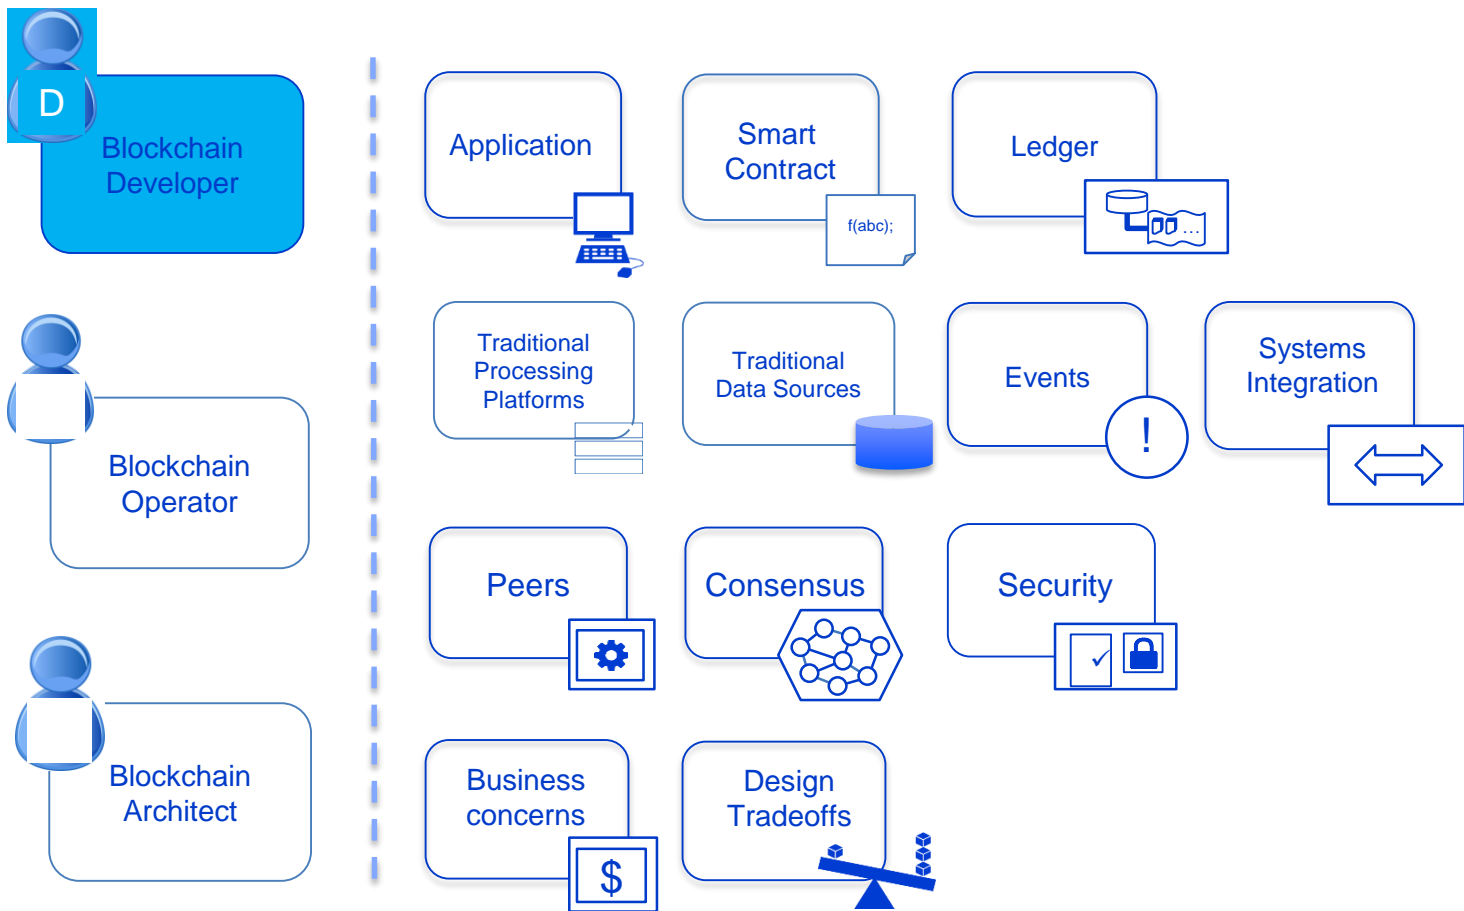 D
Blockchain
Developer
Application
Smart
Contract
f(abc);
Ledger
...
Traditional
Processing
Platforms
Traditional
Data Sources
Events
!
Systems
Integration
Blockchain
Operator
Peers
Consensus
Security
✓
Blockchain
Architect
Business
concerns
$
Design
Tradeoffs